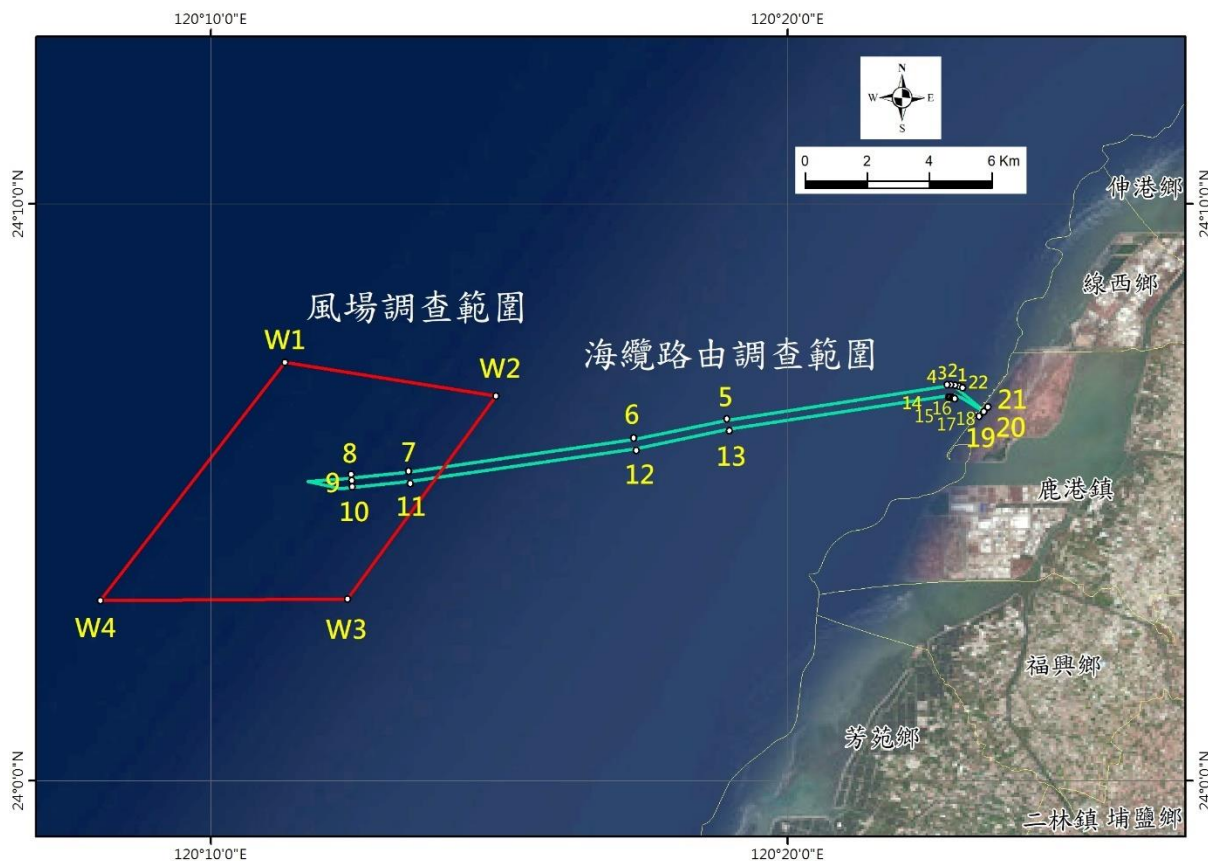 120°10'0"E
120°20'0"E
N
W E
S
0 2 4 6 Km
24°10'0"N
24°10'0"N
伸港鄉
線西鄉
風場調查範圍
W1
海纜路由調查範圍
W2
4 3 2 1 22
5
14 15 16 17 18
21
19 20
6
13
12
8
7
9
10
11
鹿港鎮
W4
W3
福興鄉
芳苑鄉
24°0'0"N
24°0'0"N
二林鎮 埔鹽鄉
120°10'0"E
120°20'0"E